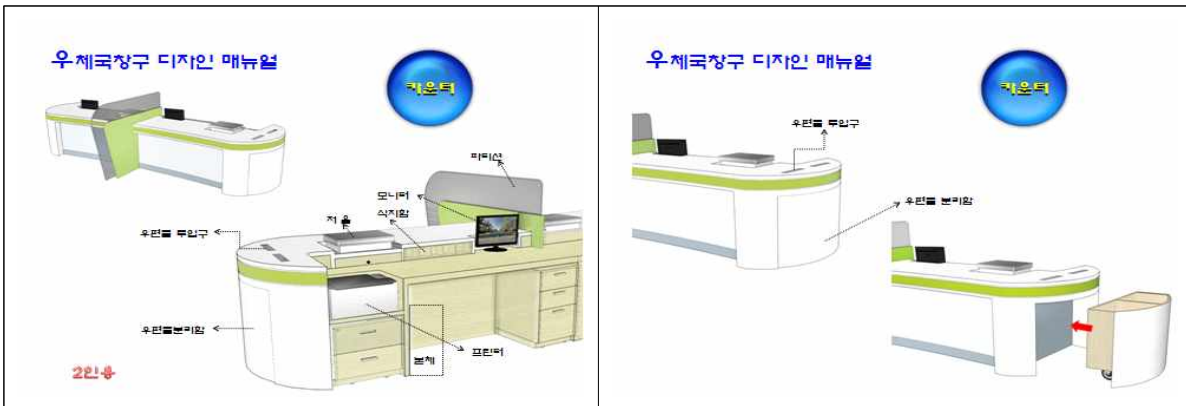 우체국창구 디자인 매뉴얼
카운터
파티션
모니터
서지함
저 울
우편물 투입구
우편물분리함
프린터
본체
2인용
우체국창구 디자인 매뉴얼
카운터
우편물 투입구
우편물 분리함